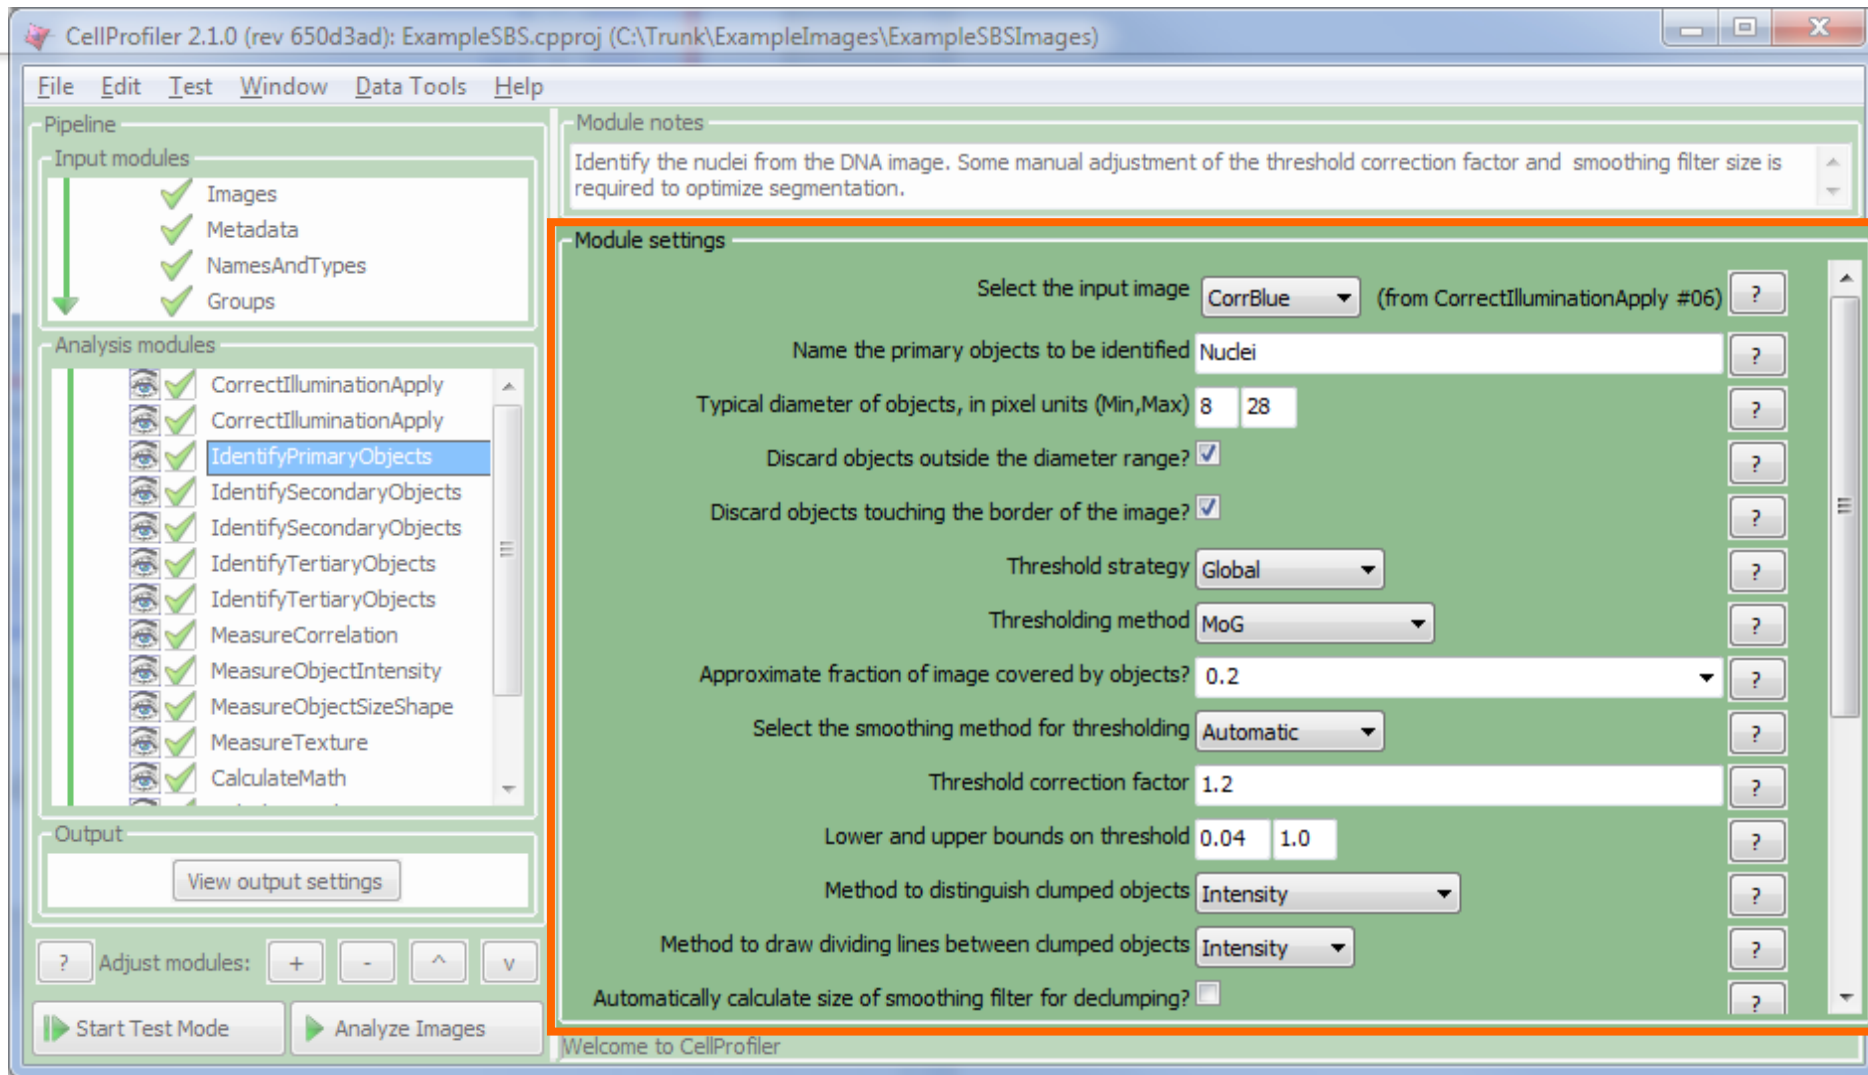 CellProfiler 2.1.0 (rev 650d3ad): ExampleSBS.cpproj (C:\Trunk\ExampleImages\ExampleSBSImages)
File Edit Test Window Data Tools Help
Pipeline
Input modules
Images
Metadata
NamesAndTypes
Groups
Analysis modules
CorrectIlluminationApply
CorrectIlluminationApply
IdentifyPrimaryObjects
IdentifySecondaryObjects
IdentifySecondaryObjects
IdentifyTertiaryObjects
IdentifyTertiaryObjects
MeasureCorrelation
MeasureObjectIntensity
MeasureObjectSizeShape
MeasureTexture
CalculateMath
Output
View output settings
? Adjust modules: + - ^ v
Start Test Mode Analyze Images
Module notes
Identify the nuclei from the DNA image. Some manual adjustment of the threshold correction factor and smoothing filter size is
required to optimize segmentation.
Module settings
Select the input image CorrBlue (from CorrectIlluminationApply #06) ?
Name the primary objects to be identified Nuclei ?
Typical diameter of objects, in pixel units (Min,Max) 8 28 ?
Discard objects outside the diameter range? ?
Discard objects touching the border of the image? ?
Threshold strategy Global ?
Thresholding method MoG ?
Approximate fraction of image covered by objects? 0.2 ?
Select the smoothing method for thresholding Automatic ?
Threshold correction factor 1.2 ?
Lower and upper bounds on threshold 0.04 1.0 ?
Method to distinguish clumped objects Intensity ?
Method to draw dividing lines between clumped objects Intensity ?
Automatically calculate size of smoothing filter for declumping? ?
Welcome to CellProfiler